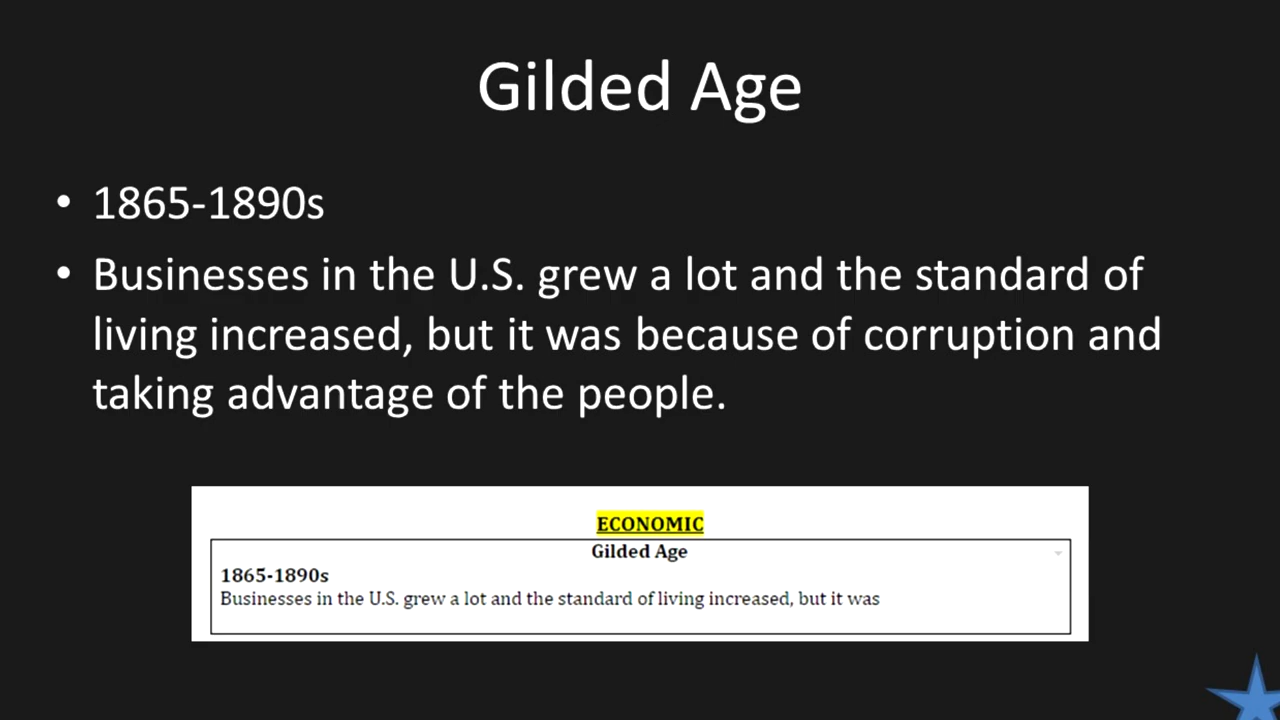 Gilded Age
• 1865-1890s
• Businesses in the U.S. grew a lot and the standard of
living increased, but it was because of corruption and
taking advantage of the people.
ECONOMIC
Gilded Age
1865-1890s
Businesses in the U.S. grew a lot and the standard of living increased, but it was